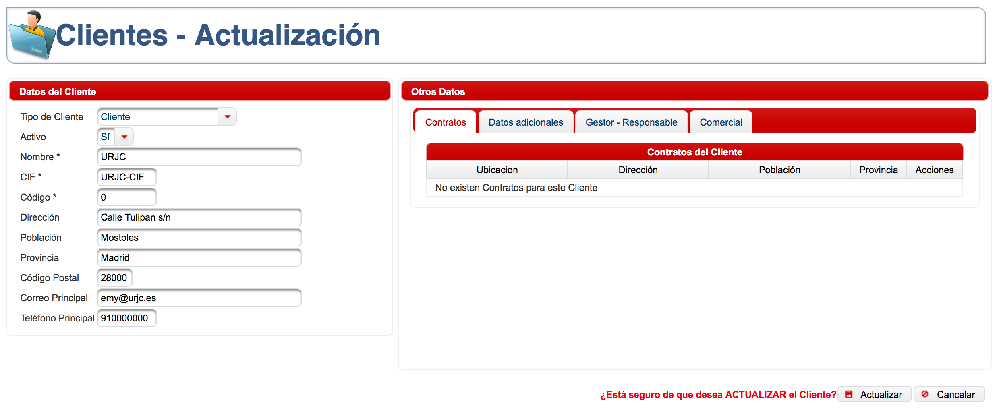 Clientes - Actualización
Customer
Datos del Cliente
Tipo de Cliente Cliente
Activo Sí
Nombre * URJC
CIF * URJC-CIF
Código * 0
Dirección Calle Tulipan s/n
Población Mostoles
Provincia Madrid
Código Postal 28000
Correo Principal emy@urjc.es
Teléfono Principal 910000000
Otros Datos
Contratos Datos adicionales Gestor - Responsable Comercial
Contratos del Cliente
Ubicacion Dirección Población Provincia Acciones
No existen Contratos para este Cliente
¿Está seguro de que desea ACTUALIZAR el Cliente? Actualizar Cancelar